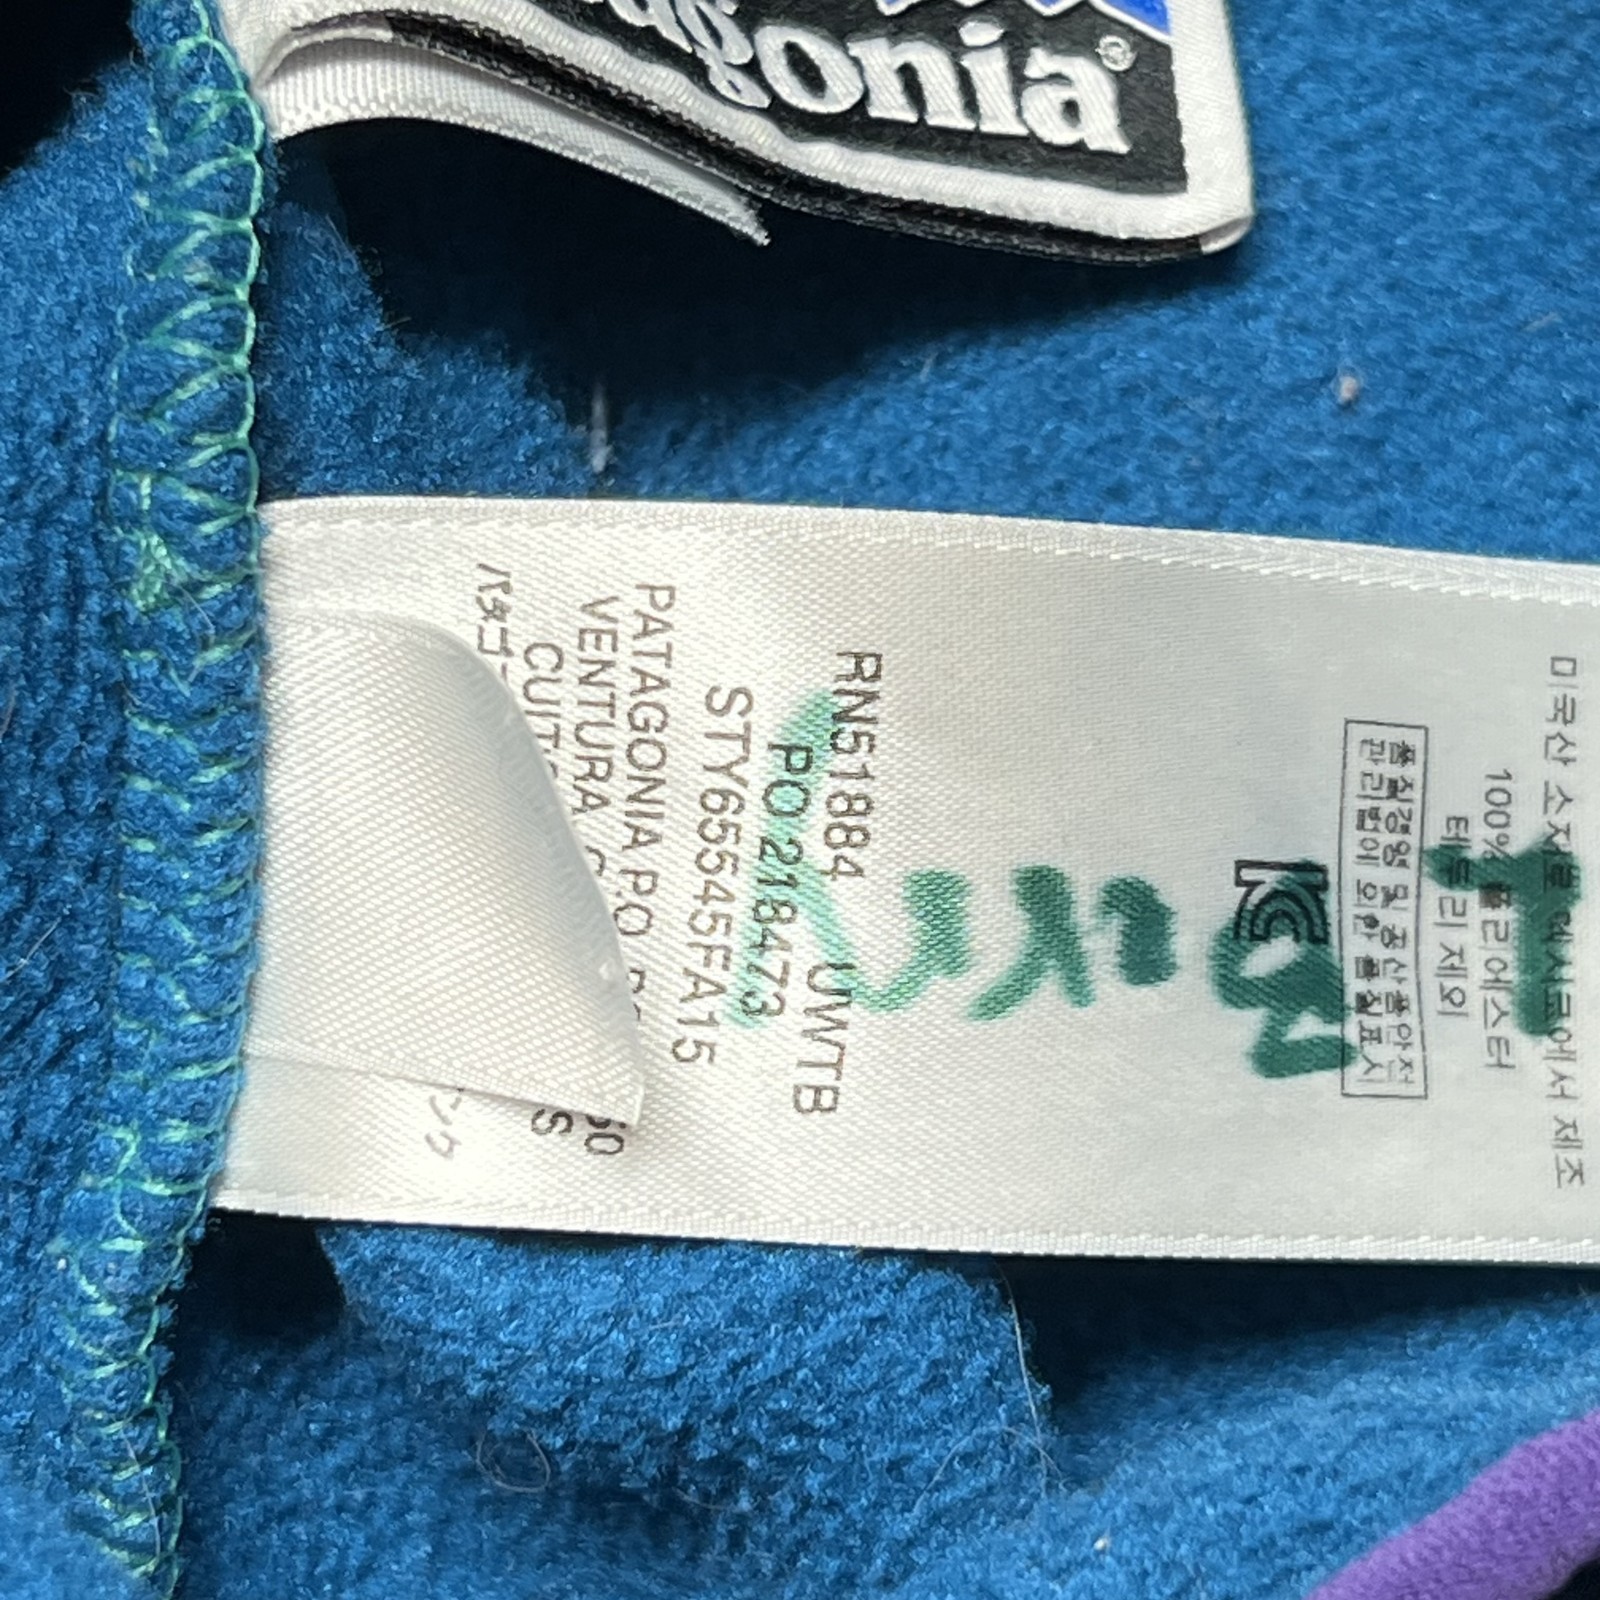 Patagonia®
미국산 소재를 멕시코에서 제조
100% 폴리에스터
테두리 제외
품질경영 및 공산품안전
관리법에 의한 품질표시
KC
RN51884 UWTB
PO 218473
STY65545FA15
PATAGONIA P.O.
VENTURA,
S